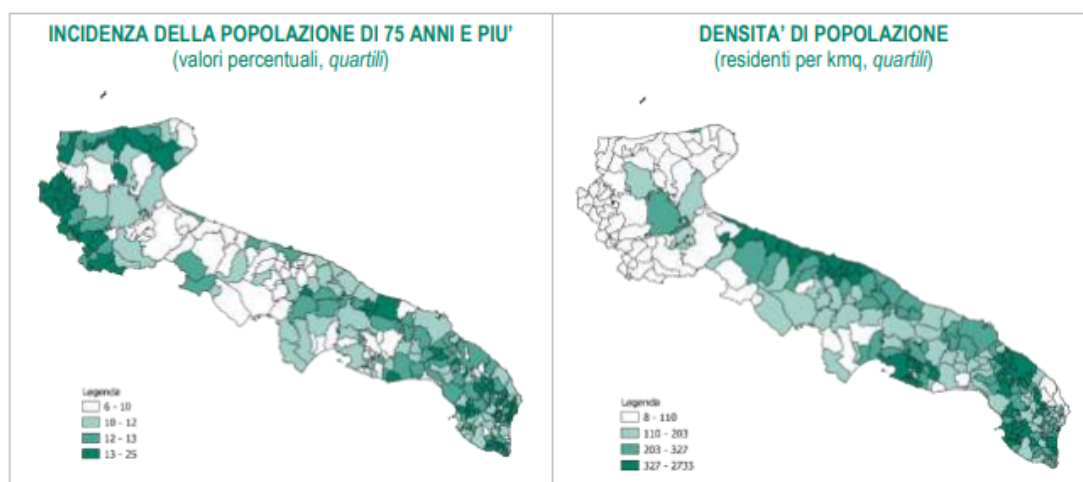 INCIDENZA DELLA POPOLAZIONE DI 75 ANNI E PIU'
(valori percentuali, quartili)
Legenda
6 - 10
10 - 12
12 - 13
13 - 25
DENSITA' DI POPOLAZIONE
(residenti per kmq, quartili)
Legenda
8 - 110
110 - 203
203 - 327
327 - 2733